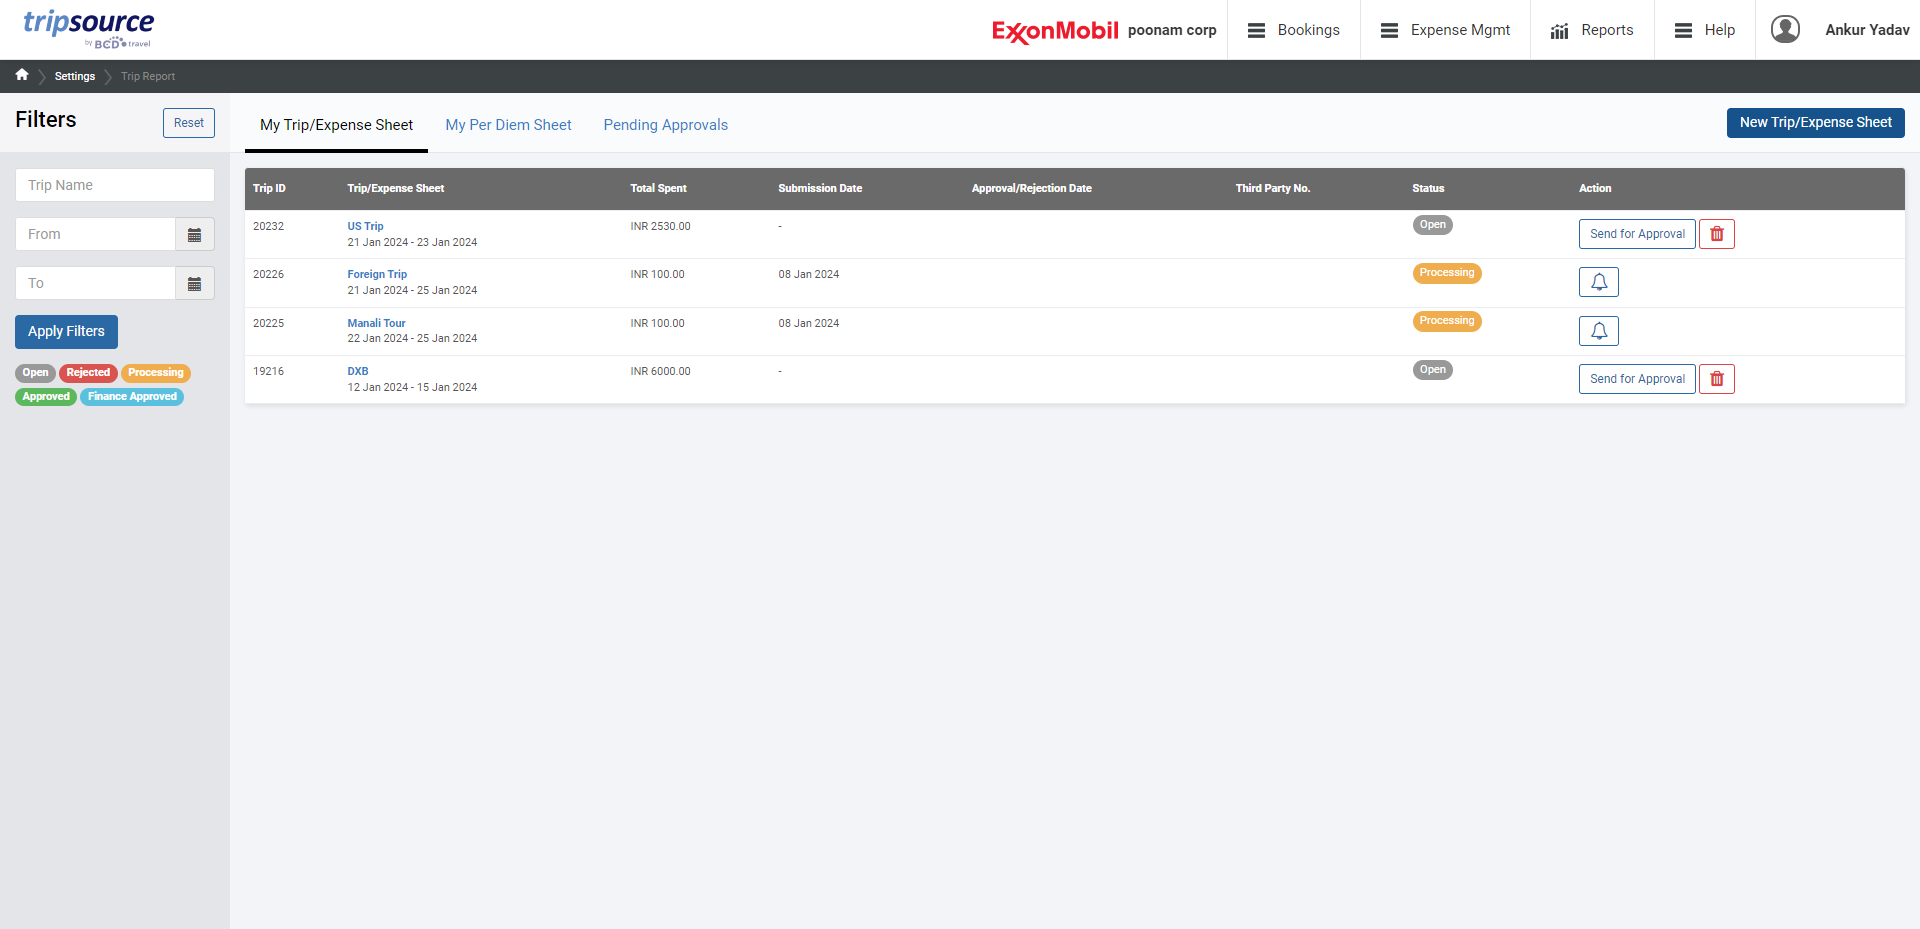 tripsource
by BCD travel
ExxonMobil poonam corp
Bookings
Expense Mgmt
Reports
Help
Ankur Yadav
Settings
Trip Report
Filters
Reset
Trip Name
From
To
Apply Filters
Open Rejected Processing
Approved Finance Approved
My Trip/Expense Sheet My Per Diem Sheet Pending Approvals
New Trip/Expense Sheet
Trip ID Trip/Expense Sheet Total Spent Submission Date Approval/Rejection Date Third Party No. Status Action
20232 US Trip INR 2530.00 - Open Send for Approval
21 Jan 2024 - 23 Jan 2024
20226 Foreign Trip INR 100.00 08 Jan 2024 Processing
21 Jan 2024 - 25 Jan 2024
20225 Manali Tour INR 100.00 08 Jan 2024 Processing
22 Jan 2024 - 25 Jan 2024
19216 DXB INR 6000.00 - Open Send for Approval
12 Jan 2024 - 15 Jan 2024